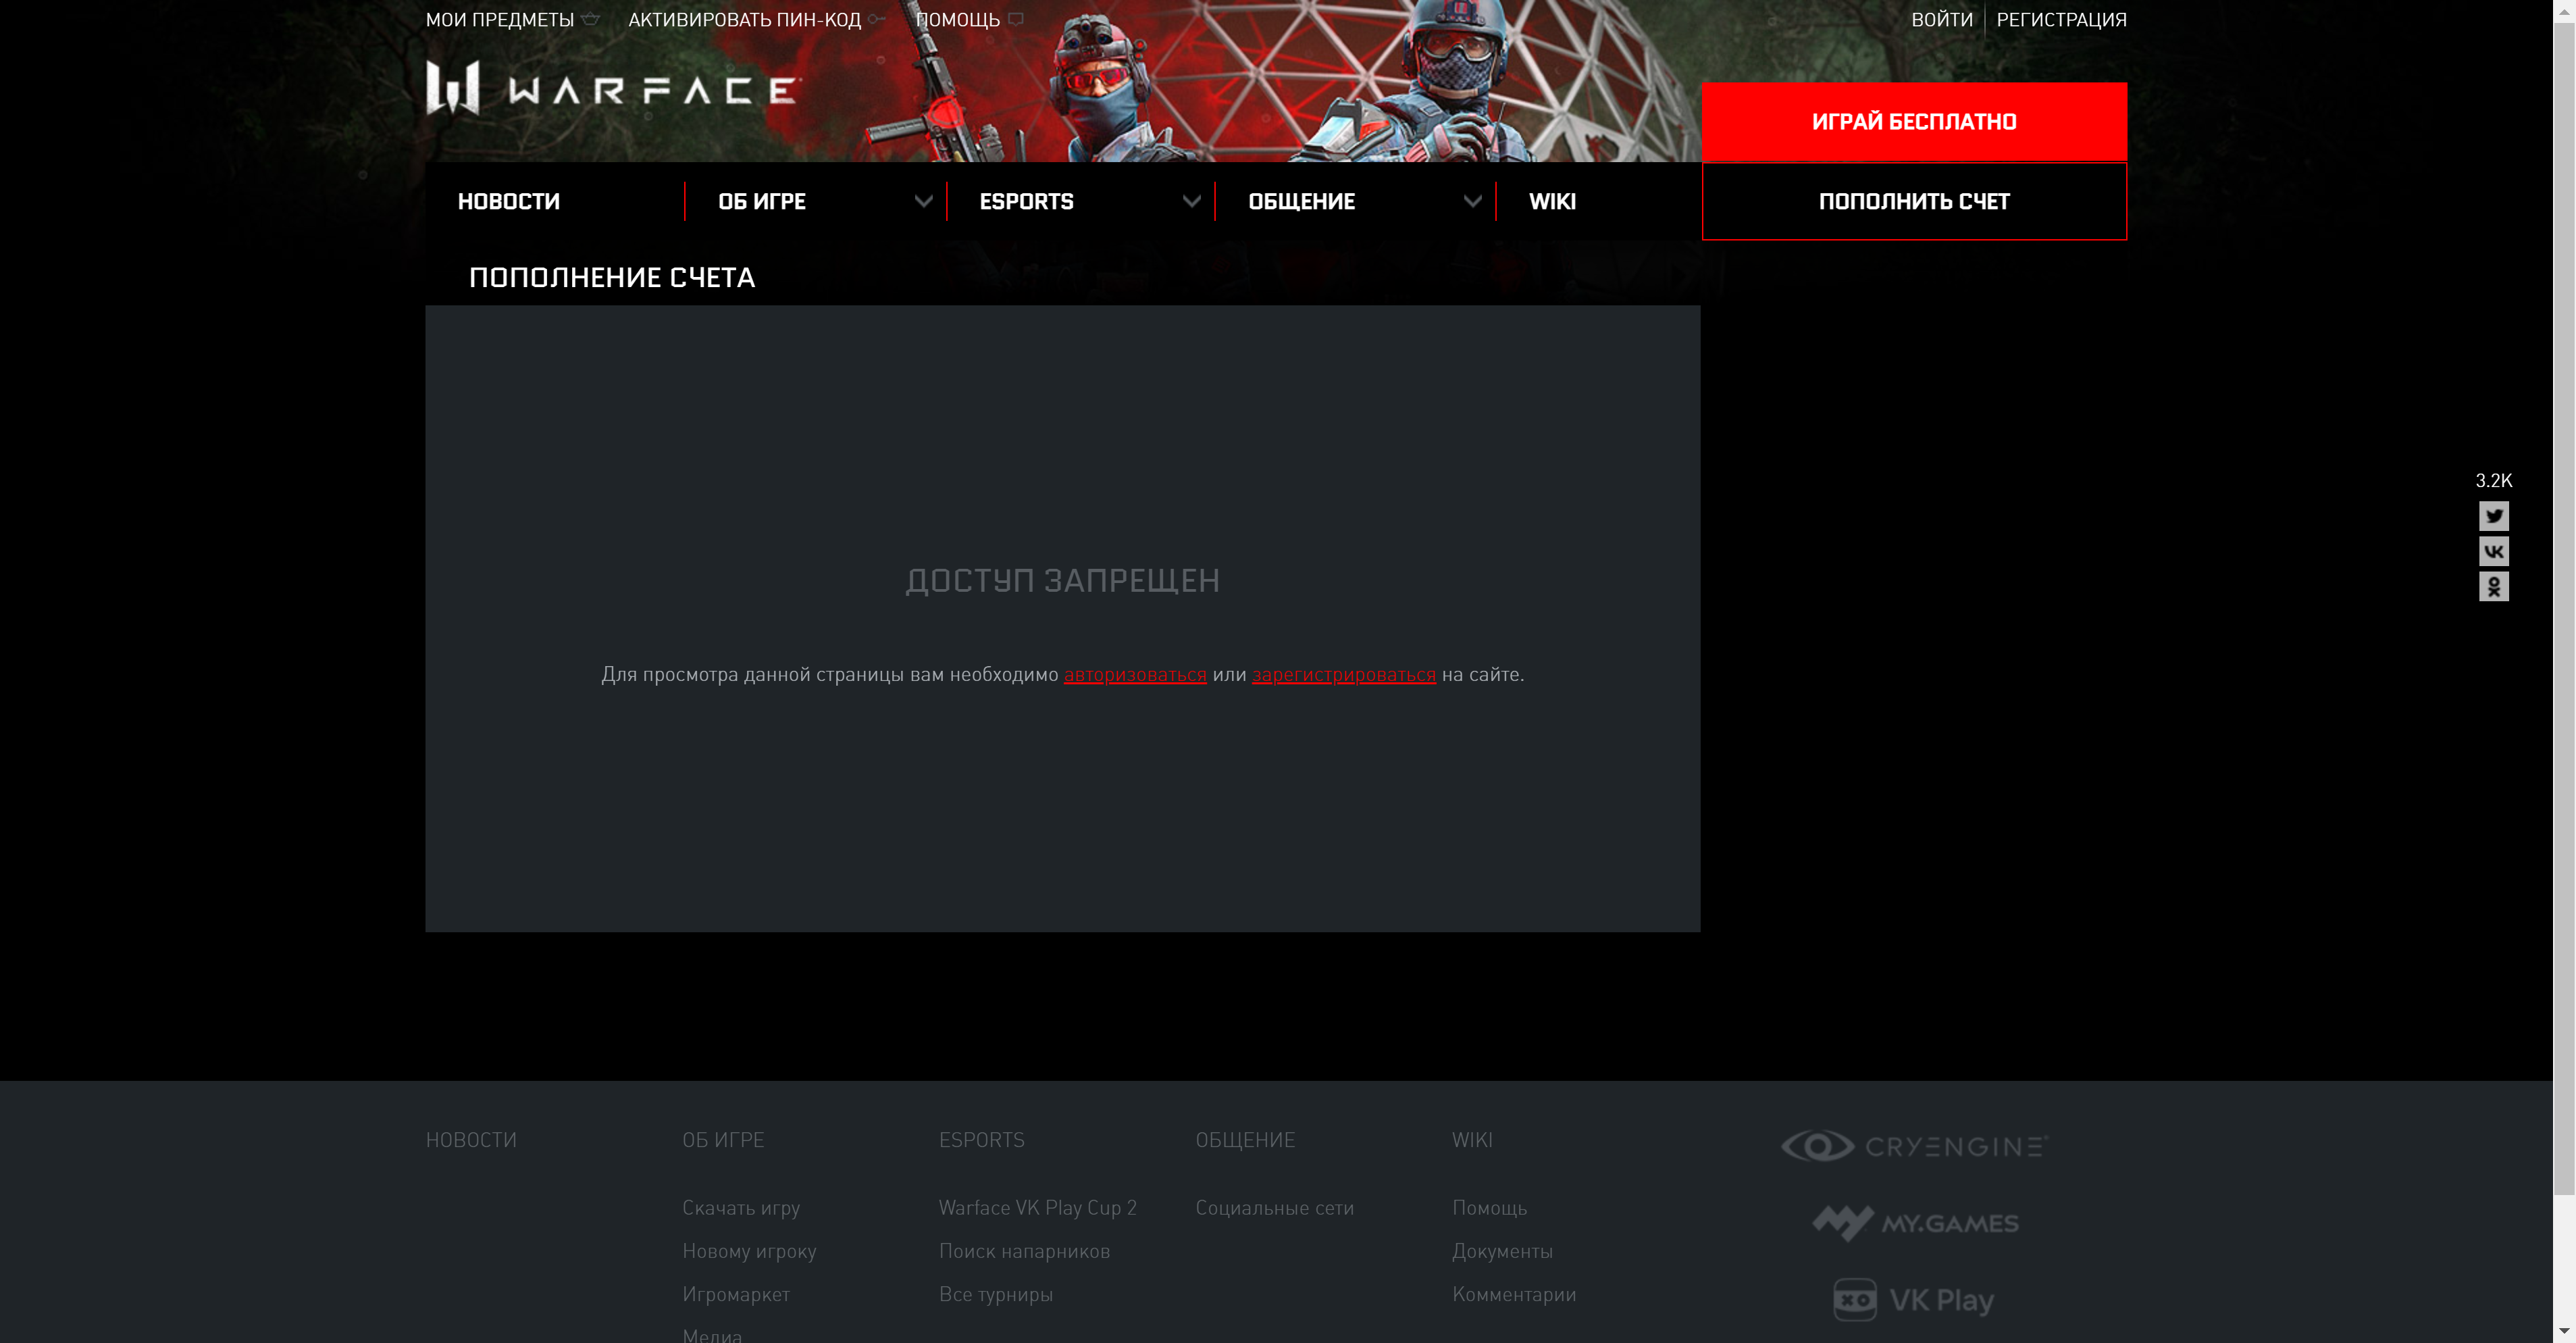 МОИ ПРЕДМЕТЫ АКТИВИРОВАТЬ ПИН-КОД ПОМОЩЬ ВОЙТИ РЕГИСТРАЦИЯ
WARFACE
ИГРАЙ БЕСПЛАТНО
НОВОСТИ ОБ ИГРЕ ESPORTS ОБЩЕНИЕ WIKI ПОПОЛНИТЬ СЧЕТ
ПОПОЛНЕНИЕ СЧЕТА
3.2K
ДОСТУП ЗАПРЕЩЕН
Для просмотра данной страницы вам необходимо авторизоваться или зарегистрироваться на сайте.
НОВОСТИ ОБ ИГРЕ ESPORTS ОБЩЕНИЕ WIKI CRYENGINE®
Скачать игру Warface VK Play Cup 2 Социальные сети Помощь MY.GAMES
Новому игроку Поиск напарников Документы
Игромаркет Все турниры Комментарии VK Play
Медиа